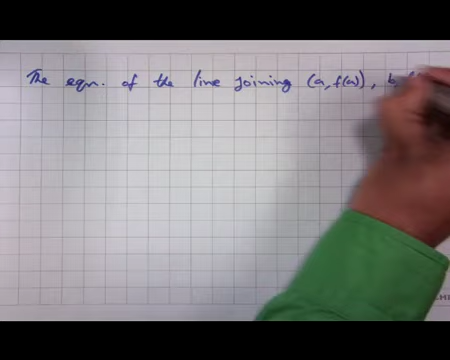 The eqn. of the line joining (a, f(a)), b,